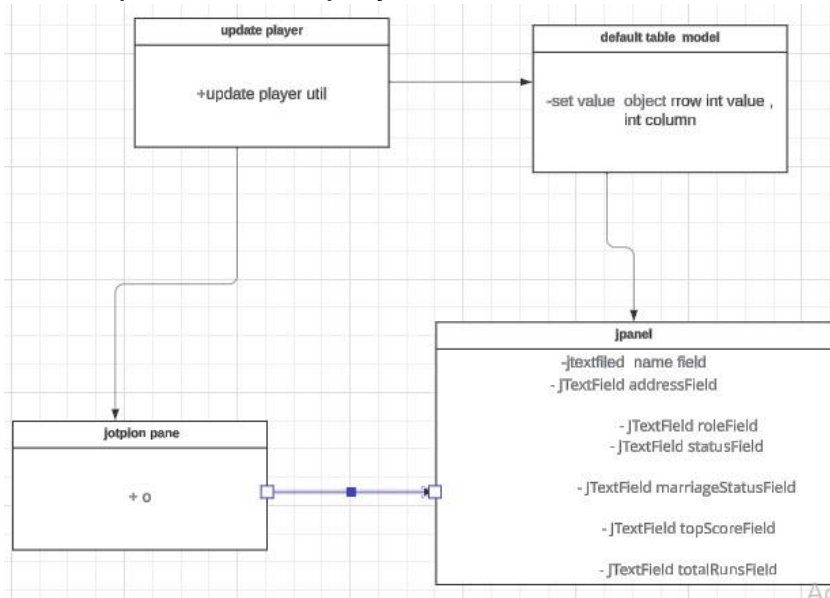 update player
+update player util
default table model
-set value object rrow int value ,
int column
jpanel
-jtextfiled name field
- JTextField addressField
- JTextField roleField
- JTextField statusField
- JTextField marriageStatusField
- JTextField topScoreField
- JTextField totalRunsField
jotpion pane
+ o